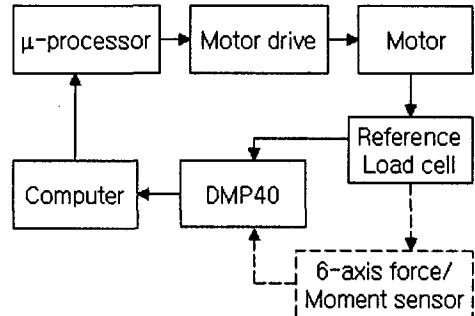 μ-processor
Motor drive
Motor
Reference
Load cell
Computer
DMP40
6-axis force/
Moment sensor